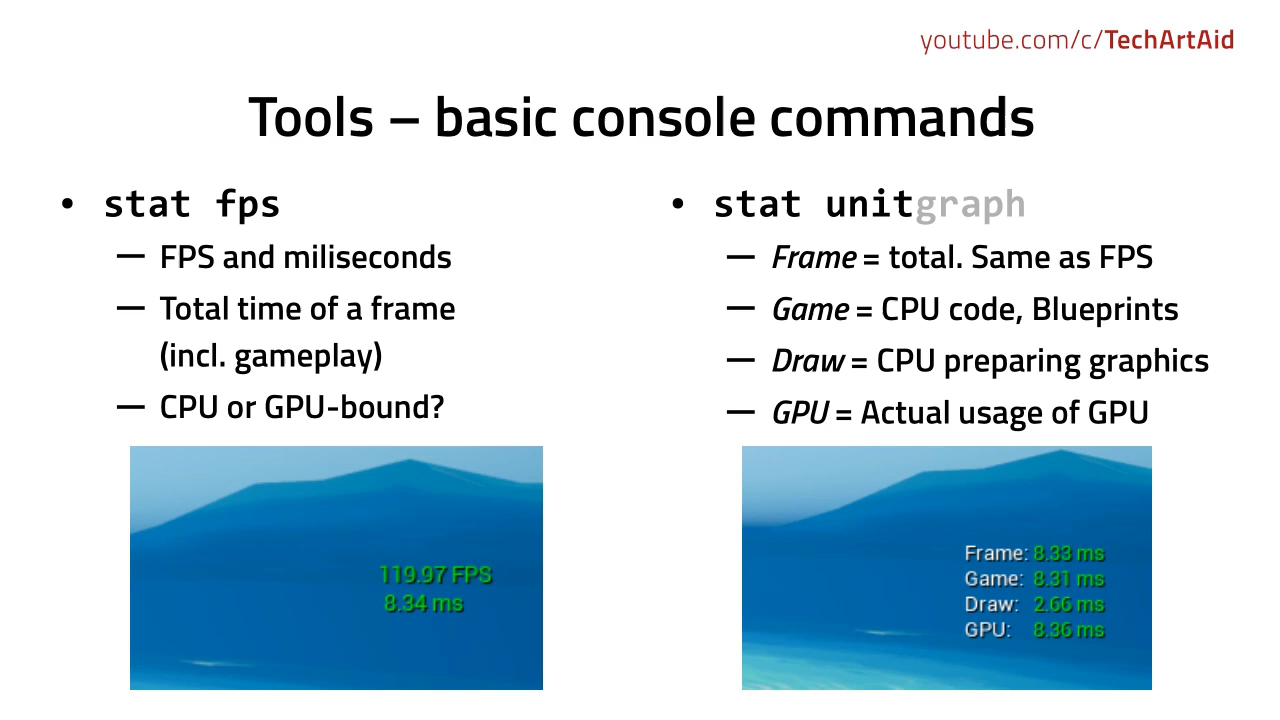 youtube.com/c/TechArtAid
Tools – basic console commands
• stat fps
— FPS and miliseconds
— Total time of a frame
(incl. gameplay)
— CPU or GPU-bound?
119.97 FPS
8.34 ms
• stat unitgraph
— Frame = total. Same as FPS
— Game = CPU code, Blueprints
— Draw = CPU preparing graphics
— GPU = Actual usage of GPU
Frame: 8.33 ms
Game: 8.31 ms
Draw: 2.66 ms
GPU: 8.36 ms